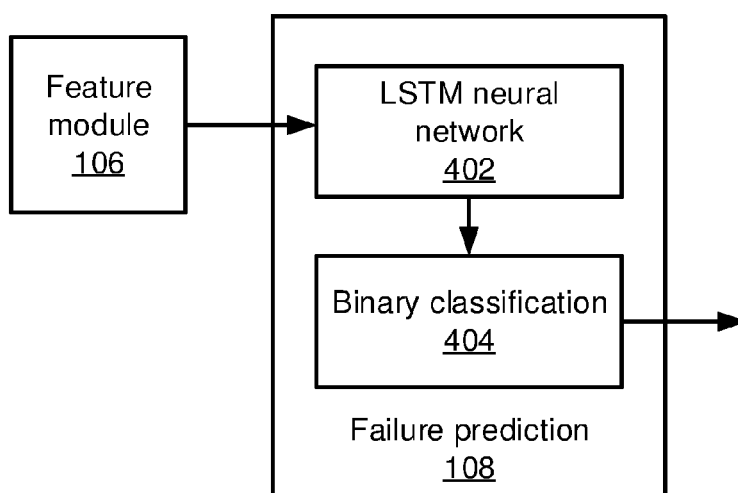 Feature
module
106
LSTM neural
network
402
Binary classification
404
Failure prediction
108